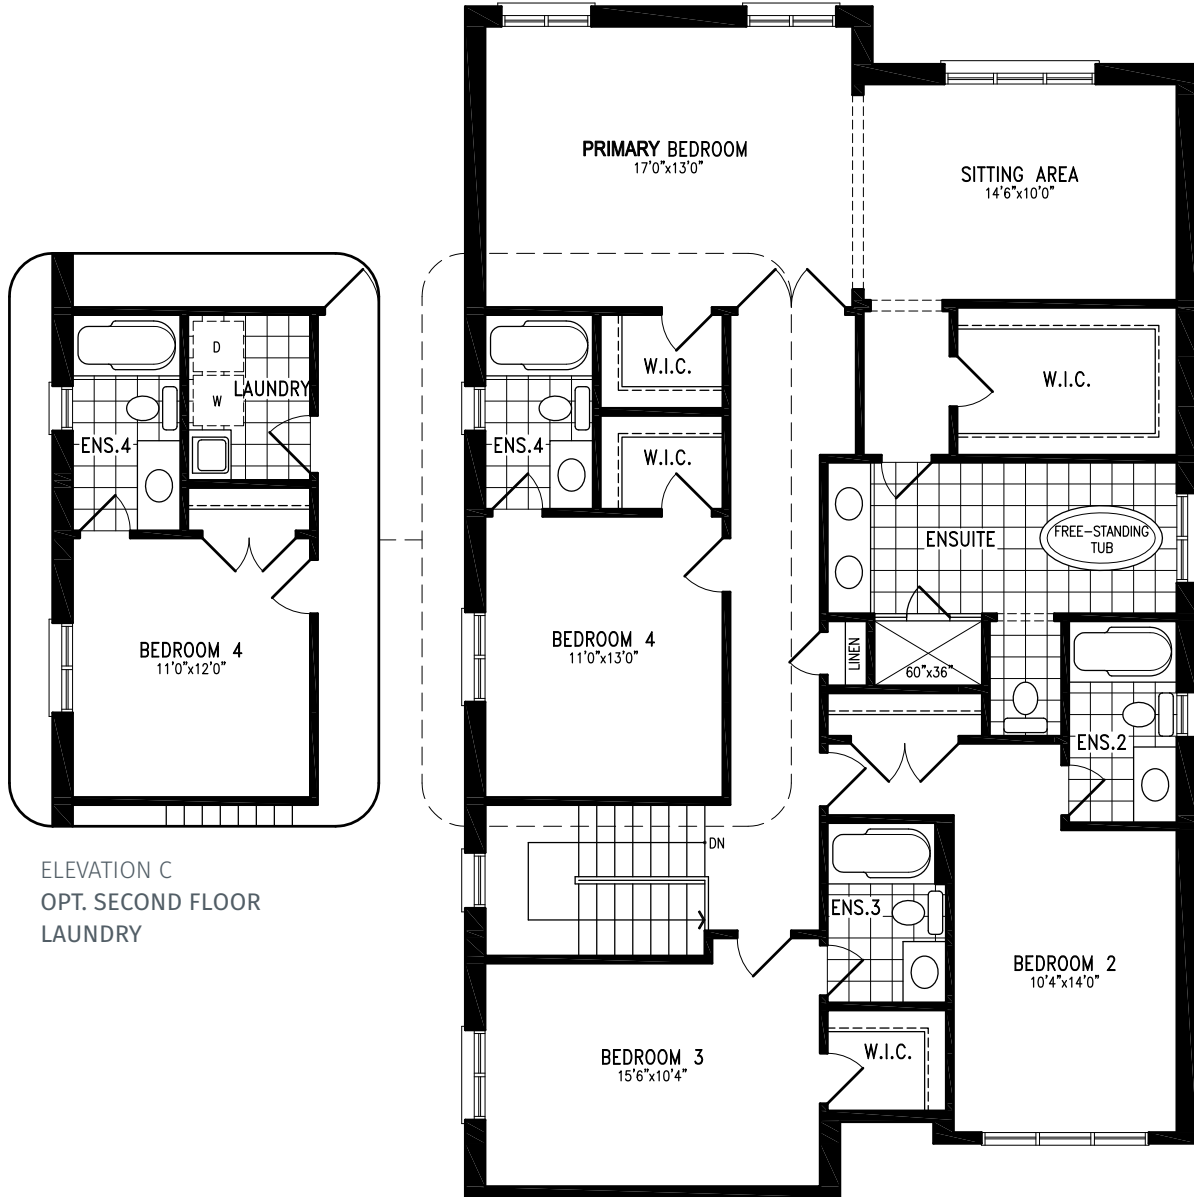 PRIMARY BEDROOM
17'0"x13'0"
SITTING AREA
14'6"x10'0"
D
W
LAUNDRY
ENS.4
BEDROOM 4
11'0"x12'0"
ELEVATION C
OPT. SECOND FLOOR
LAUNDRY
W.I.C.
W.I.C.
ENS.4
W.I.C.
ENSUITE
FREE-STANDING
TUB
BEDROOM 4
11'0"x13'0"
LINEN
60"x36"
ENS.2
DN
ENS.3
BEDROOM 2
10'4"x14'0"
BEDROOM 3
15'6"x10'4"
W.I.C.